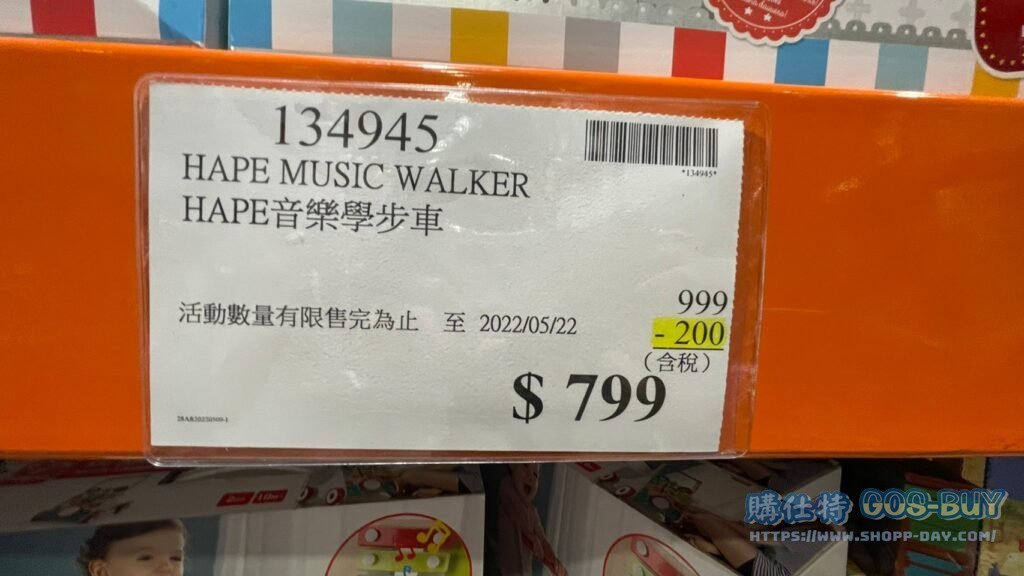 134945
*134945*
HAPE MUSIC WALKER
HAPE音樂學步車
999
活動數量有限售完為止 至 2022/05/22
- 200
(含稅)
$ 799
購仕特 GOS-BUY
HTTPS://WWW.SHOPP-DAY.COM/